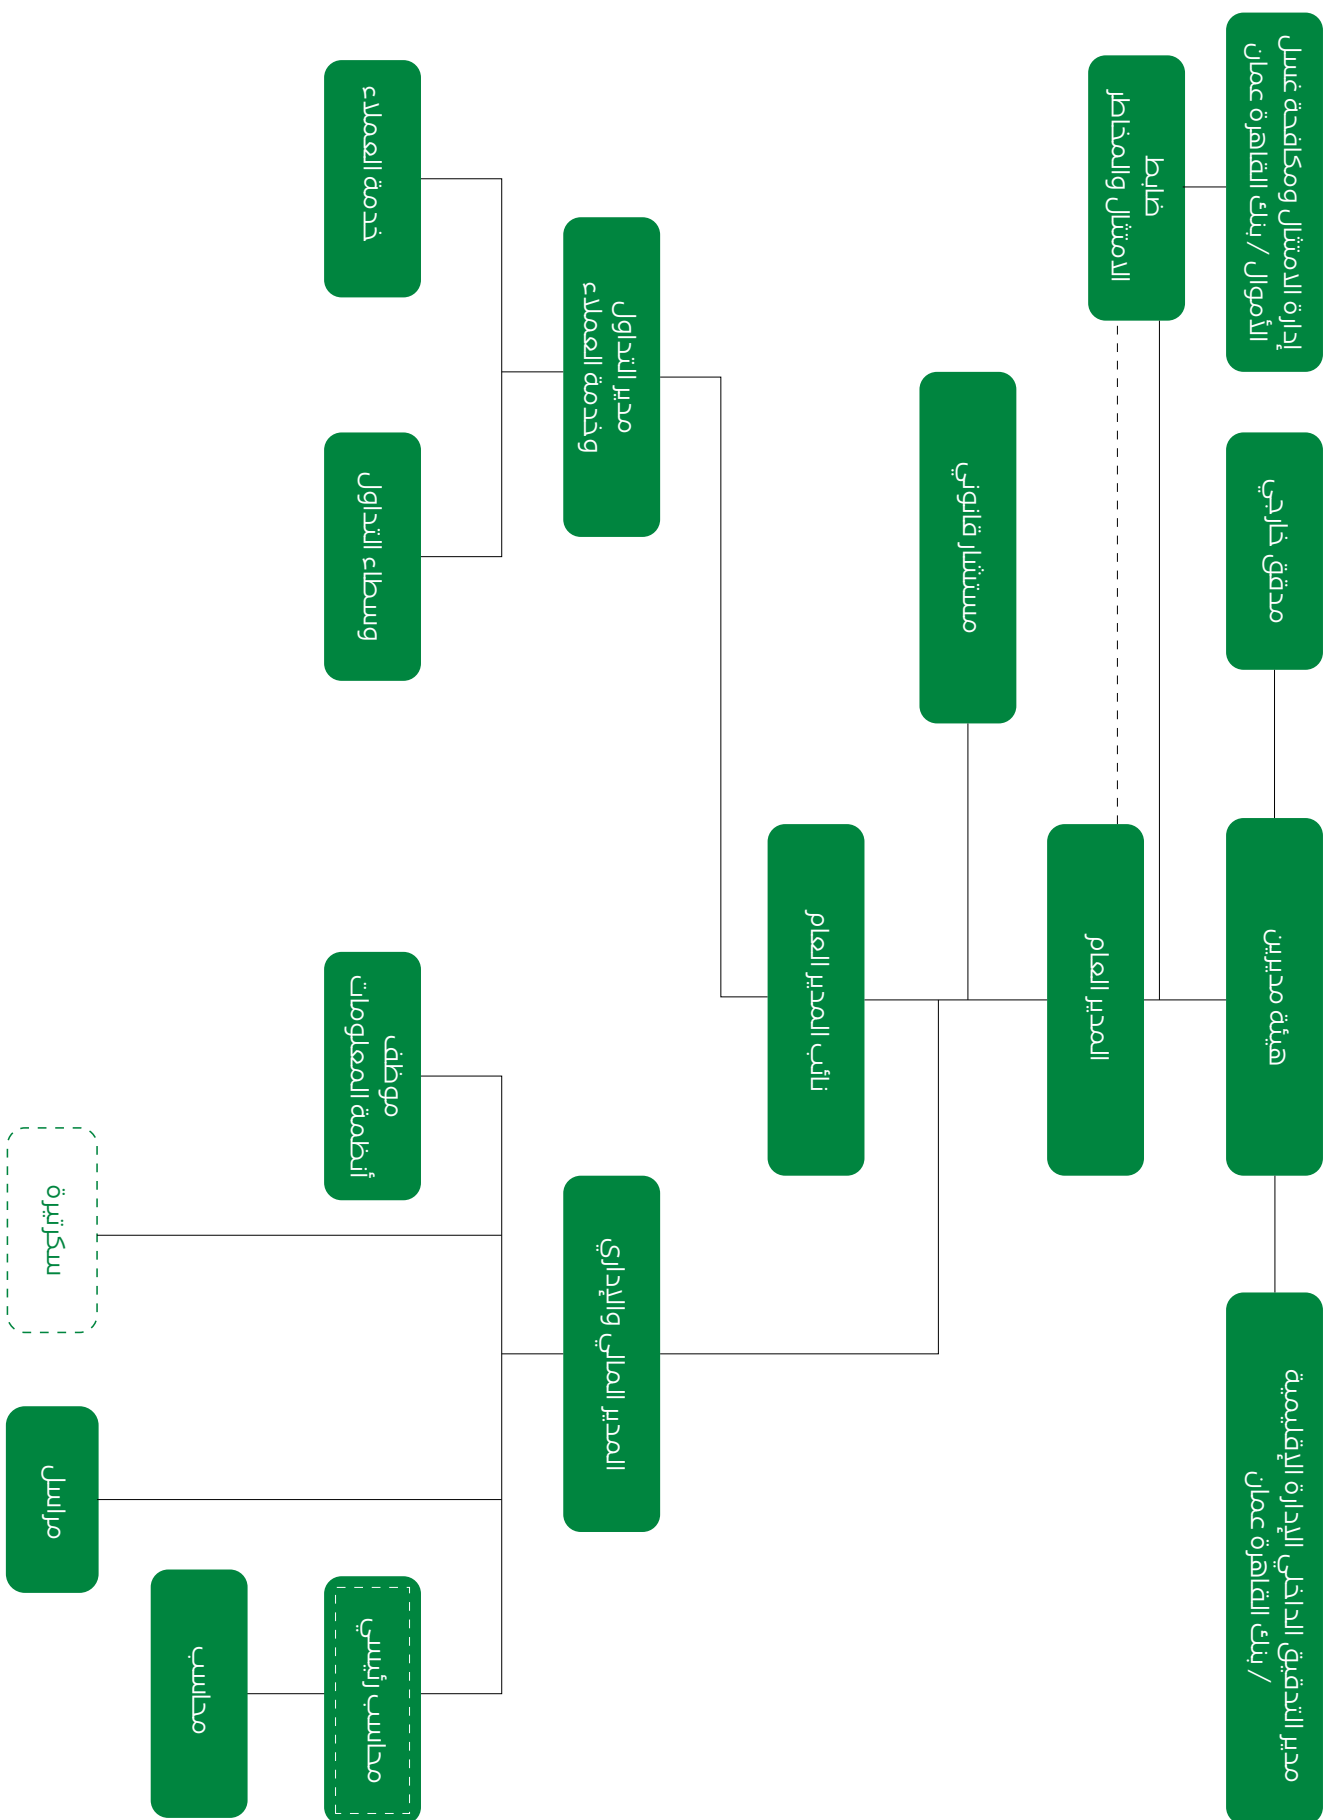 مدير التدقيق الداخلي الإدارة الإقليمية
/ بنك القاهرة عمان
هيئة مديرين
مدقق خارجي
إدارة الامتثال ومكافحة غسل
الأموال / بنك القاهرة عمان
ضابط
الامتثال والمخاطر
المدير العام
مستشار قانوني
نائب المدير العام
المدير المالي والإداري
مدير التداول
وخدمة العملاء
محاسب رئيسي
موظف
أنظمة المعلومات
وسطاء التداول
خدمة العملاء
محاسب
مراسل
سكرتيرة